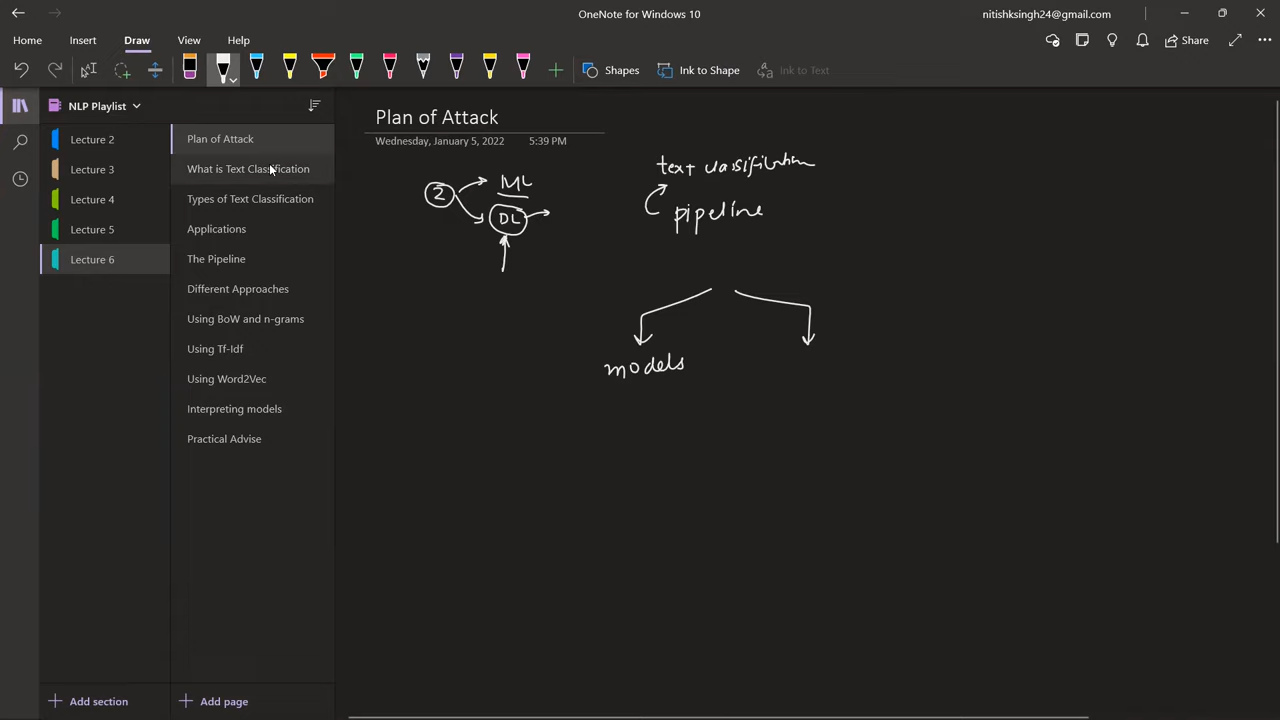 OneNote for Windows 10
nitishksingh24@gmail.com
Home Insert Draw View Help
Share
Shapes Ink to Shape Ink to Text
NLP Playlist
Lecture 2
Lecture 3
Lecture 4
Lecture 5
Lecture 6
Plan of Attack
What is Text Classification
Types of Text Classification
Applications
The Pipeline
Different Approaches
Using BoW and n-grams
Using Tf-Idf
Using Word2Vec
Interpreting models
Practical Advise
Add section
Add page
Plan of Attack
Wednesday, January 5, 2022 5:39 PM
2
ML
DL
text classification
pipeline
models